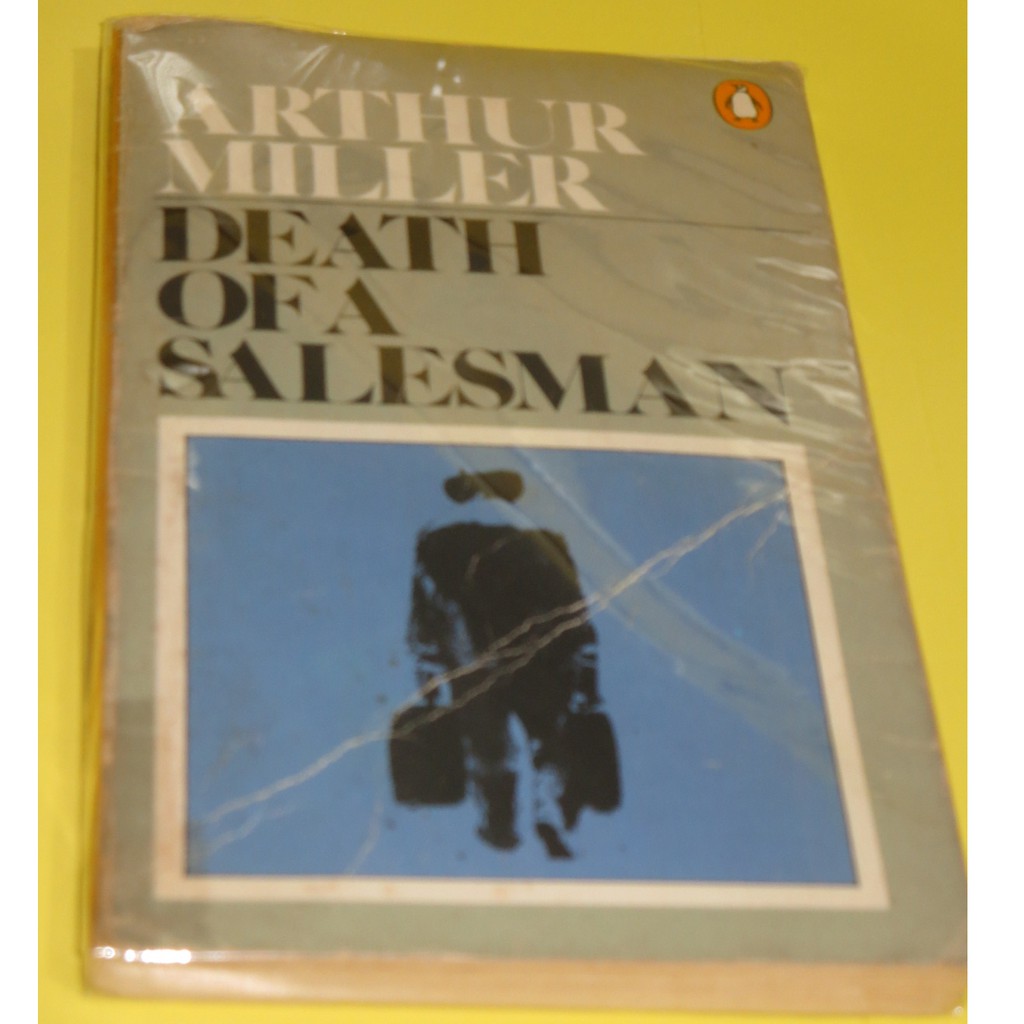 ARTHUR
MILLER
DEATH
OF A
SALESMAN